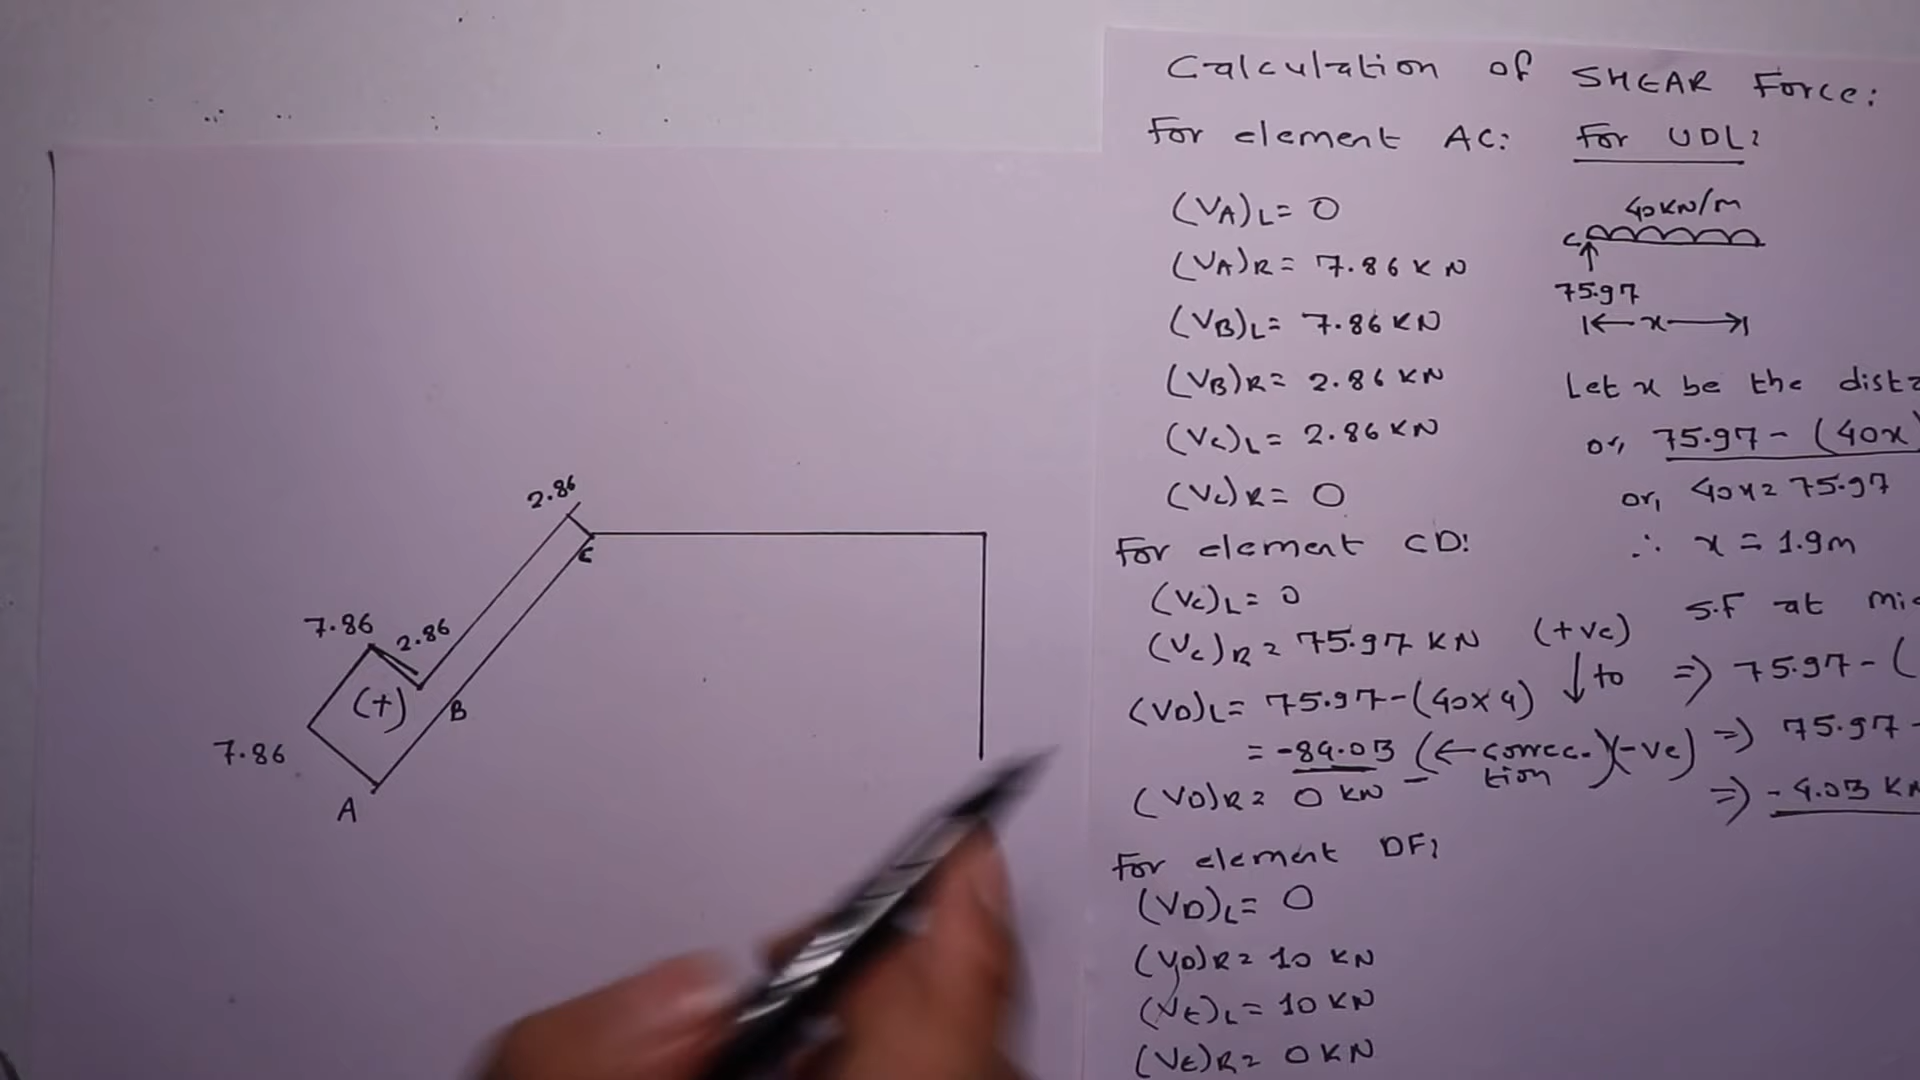 Calculation of SHEAR Force:
For element AC: For UDL:
(VA)L= 0
(VA)R= 7.86 KN
(VB)L= 7.86 KN
(VB)R= 2.86 KN
(VC)L= 2.86 KN
(VC)R= 0
For element CD:
(VC)L= 0
(VC)R= 75.97 KN (+ve)
(VD)L= 75.97-(40x4) ↓to
= -84.03 (←correc-tion)(-ve)
(VD)R= 0 KN
For element DF:
(VD)L= 0
(VD)R= 10 KN
(VE)L= 10 KN
(VE)R= 0 KN
40KN/m
C
75.97
x
Let x be the
or, 75.97 - (40x)
or, 40x= 75.97
∴ x = 1.9m
S.F at
⇒ 75.97-(
⇒ 75.97-
⇒ -4.03 KN
2.86
C
7.86
2.86
(+)
B
7.86
A